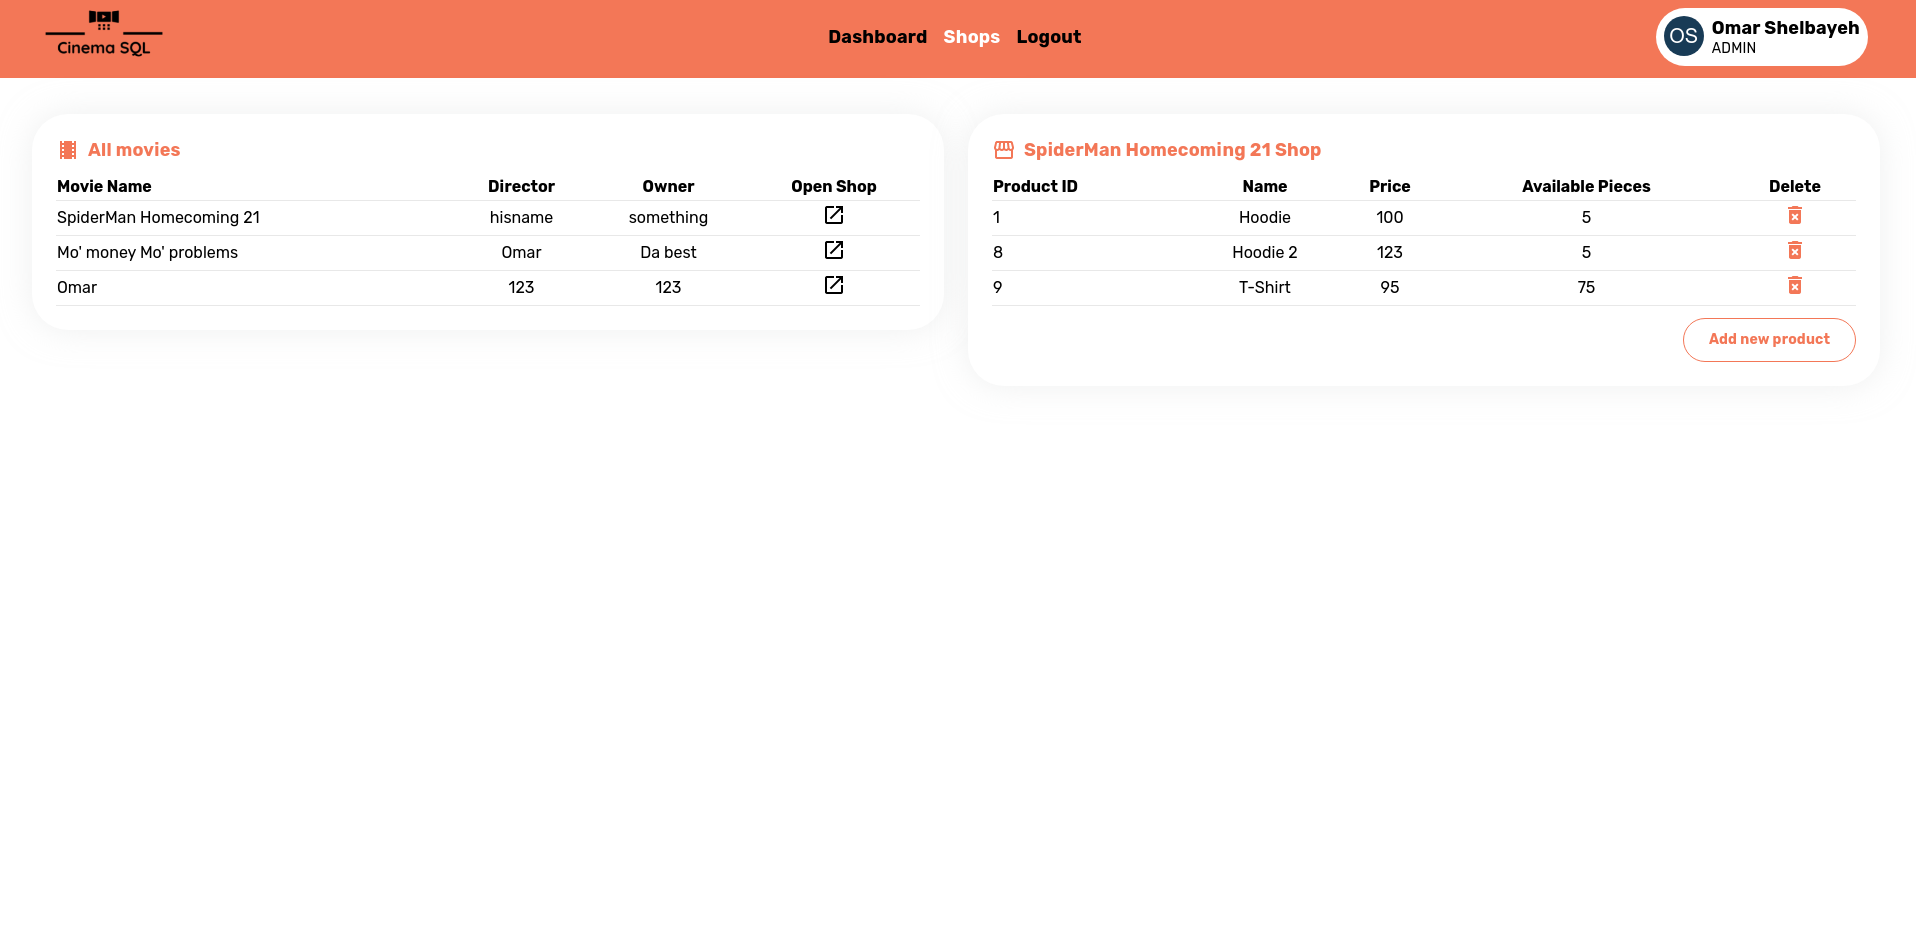 Cinema SQL
Dashboard Shops Logout
OS
Omar Shelbayeh
ADMIN
All movies
Movie Name Director Owner Open Shop
SpiderMan Homecoming 21 hisname something
Mo' money Mo' problems Omar Da best
Omar 123 123
SpiderMan Homecoming 21 Shop
Product ID Name Price Available Pieces Delete
1 Hoodie 100 5
8 Hoodie 2 123 5
9 T-Shirt 95 75
Add new product